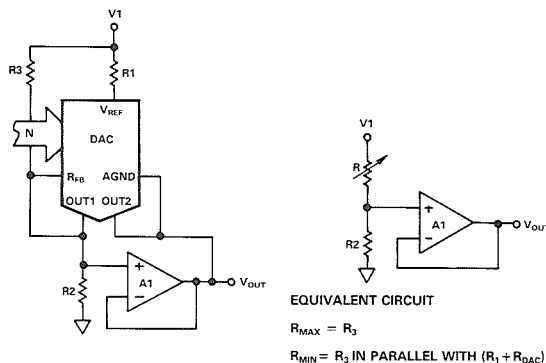 V1
R3
R1
VREF
N
DAC
RFB
AGND
OUT1
OUT2
+
A1
−
VOUT
R2
V1
R
+
A1
−
VOUT
R2
EQUIVALENT CIRCUIT
RMAX = R3
RMIN = R3 IN PARALLEL WITH (R1+RDAC)